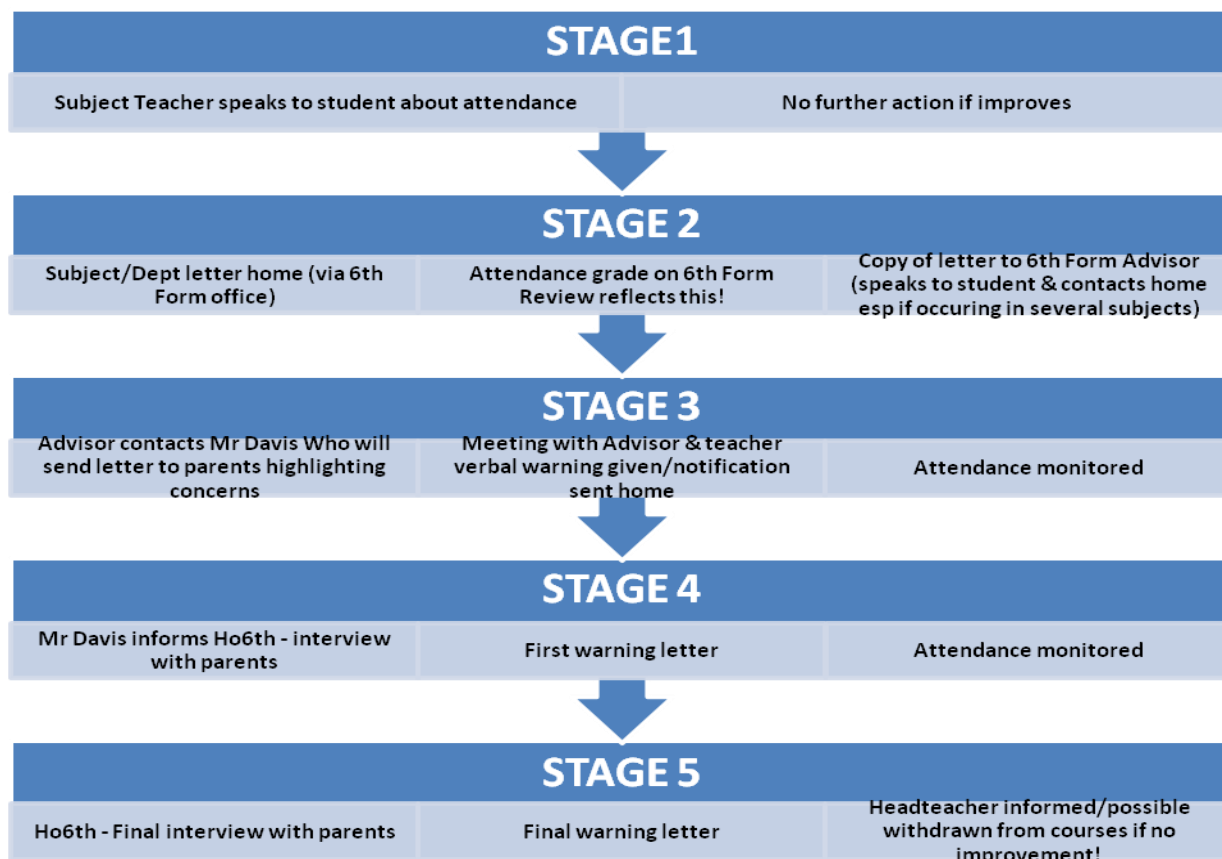 STAGE1
Subject Teacher speaks to student about attendance
No further action if improves
STAGE 2
Subject/Dept letter home (via 6th
Form office)
Attendance grade on 6th Form
Review reflects this!
Copy of letter to 6th Form Advisor
(speaks to student & contacts home
esp if occuring in several subjects)
STAGE 3
Advisor contacts Mr Davis Who will
send letter to parents highlighting
concerns
Meeting with Advisor & teacher
verbal warning given/notification
sent home
Attendance monitored
STAGE 4
Mr Davis informs Ho6th - interview
with parents
First warning letter
Attendance monitored
STAGE 5
Ho6th - Final interview with parents
Final warning letter
Headteacher informed/possible
withdrawn from courses if no
improvement!